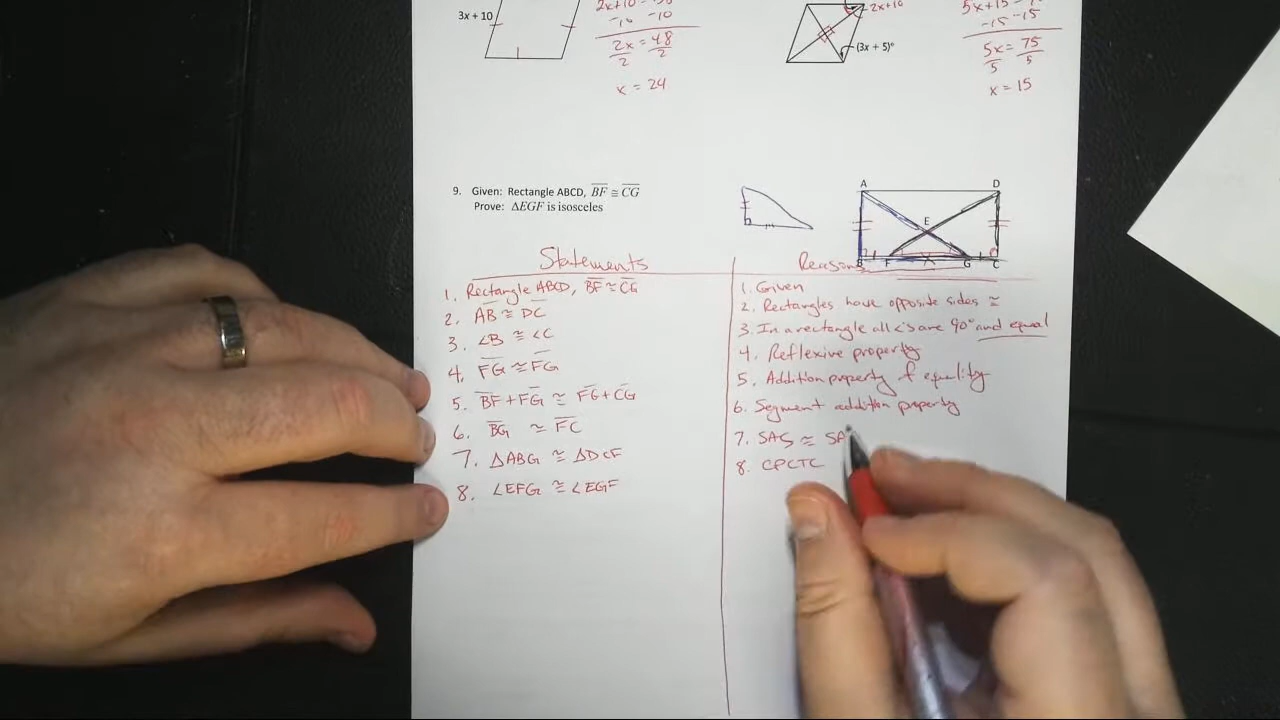 3x + 10
-10 -10
2x = 48
2 2
x = 24
2x+10
(3x + 5)°
-15 -15
5x = 75
5 5
x = 15
9. Given: Rectangle ABCD, BF ≅ CG
Prove: ΔEGF is isosceles
A D
E
B F G C
Statements
Reasons
1. Rectangle ABCD, BF ≅ CG
1. Given
2. AB ≅ DC
2. Rectangles have opposite sides ≅
3. ∠B ≅ ∠C
3. In a rectangle all ∠'s are 90° and equal
4. FG ≅ FG
4. Reflexive property
5. BF + FG ≅ FG + CG
5. Addition property of equality
6. BG ≅ FC
6. Segment addition property
7. ΔABG ≅ ΔDCF
7. SAS ≅ SA
8. ∠EFG ≅ ∠EGF
8. CPCTC